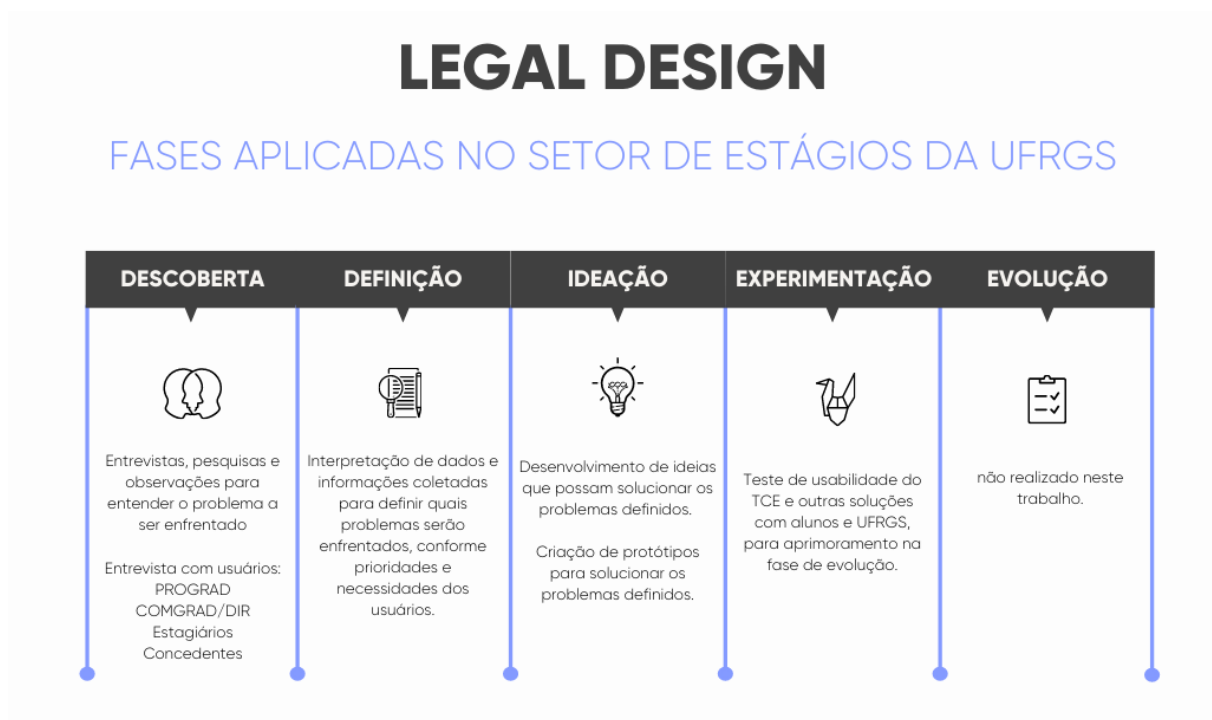 LEGAL DESIGN
FASES APLICADAS NO SETOR DE ESTÁGIOS DA UFRGS
DESCOBERTA
Entrevistas, pesquisas e
observações para
entender o problema a
ser enfrentado
Entrevista com usuários:
PROGRAD
COMGRAD/DIR
Estagiários
Concedentes
DEFINIÇÃO
Interpretação de dados e
informações coletadas
para definir quais
problemas serão
enfrentados, conforme
prioridades e
necessidades dos
usuários.
IDEAÇÃO
Desenvolvimento de ideias
que possam solucionar os
problemas definidos.
Criação de protótipos
para solucionar os
problemas definidos.
EXPERIMENTAÇÃO
Teste de usabilidade do
TCE e outras soluções
com alunos e UFRGS,
para aprimoramento na
fase de evolução.
EVOLUÇÃO
não realizado neste
trabalho.